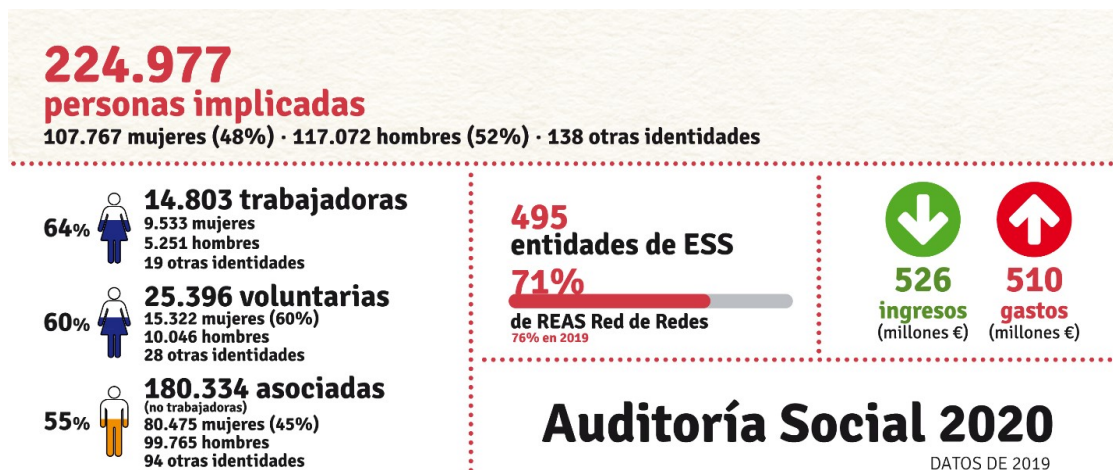 224.977
personas implicadas
107.767 mujeres (48%) · 117.072 hombres (52%) · 138 otras identidades
64%
14.803 trabajadoras
9.533 mujeres
5.251 hombres
19 otras identidades
60%
25.396 voluntarias
15.322 mujeres (60%)
10.046 hombres
28 otras identidades
55%
180.334 asociadas
(no trabajadoras)
80.475 mujeres (45%)
99.765 hombres
94 otras identidades
495
entidades de ESS
71%
de REAS Red de Redes
76% en 2019
526
ingresos
(millones €)
510
gastos
(millones €)
Auditoría Social 2020
DATOS DE 2019